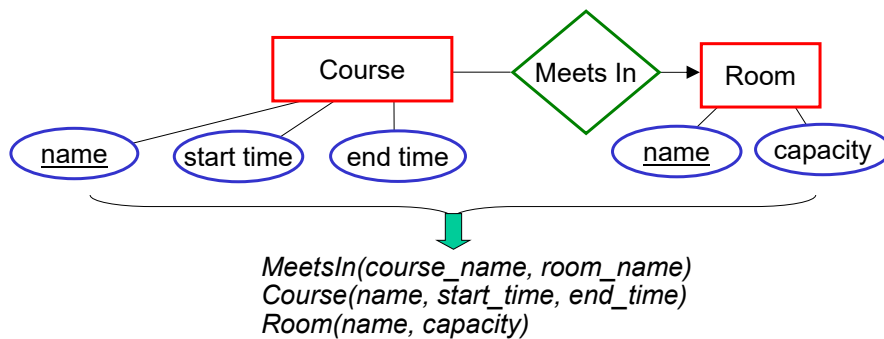 Course
Meets In
Room
name
start time
end time
name
capacity
MeetsIn(course_name, room_name)
Course(name, start_time, end_time)
Room(name, capacity)